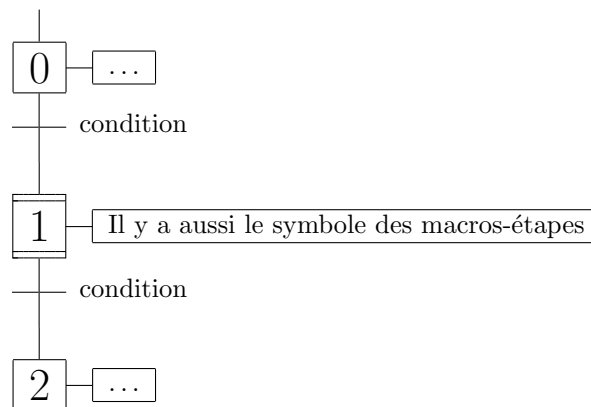 0 ...
condition
1 Il y a aussi le symbole des macros-étapes
condition
2 ...